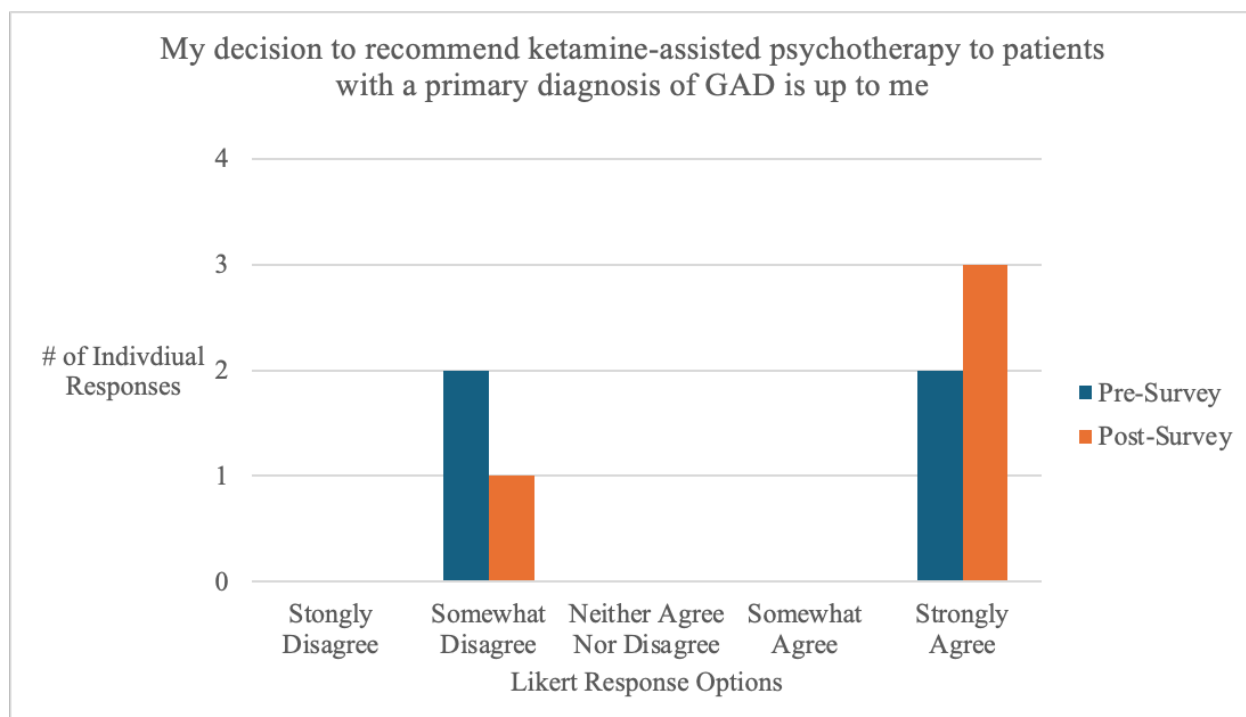 My decision to recommend ketamine-assisted psychotherapy to patients
with a primary diagnosis of GAD is up to me
4
3
2
1
0
# of Indivdiual
Responses
Stongly
Disagree
Somewhat
Disagree
Neither Agree
Nor Disagree
Somewhat
Agree
Strongly
Agree
Likert Response Options
Pre-Survey
Post-Survey